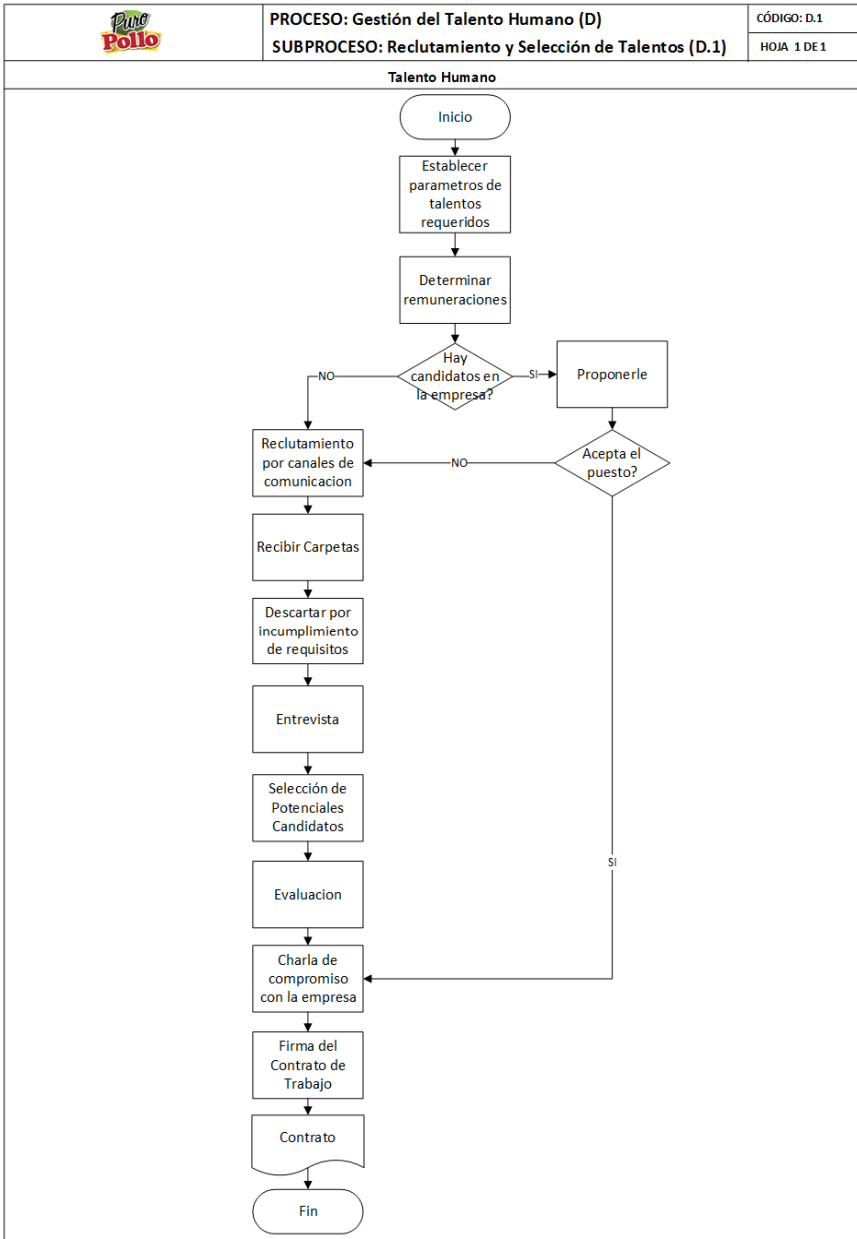 Puro
Pollo
PROCESO: Gestión del Talento Humano (D)
SUBPROCESO: Reclutamiento y Selección de Talentos (D.1)
CÓDIGO: D.1
HOJA 1 DE 1
Talento Humano
Inicio
Establecer
parametros de
talentos
requeridos
Determinar
remuneraciones
Hay
candidatos en
la empresa?
NO
SI
Proponerle
Reclutamiento
por canales de
comunicacion
NO
Acepta el
puesto?
Recibir Carpetas
Descartar por
incumplimiento
de requisitos
Entrevista
Selección de
Potenciales
Candidatos
SI
Evaluacion
Charla de
compromiso
con la empresa
Firma del
Contrato de
Trabajo
Contrato
Fin